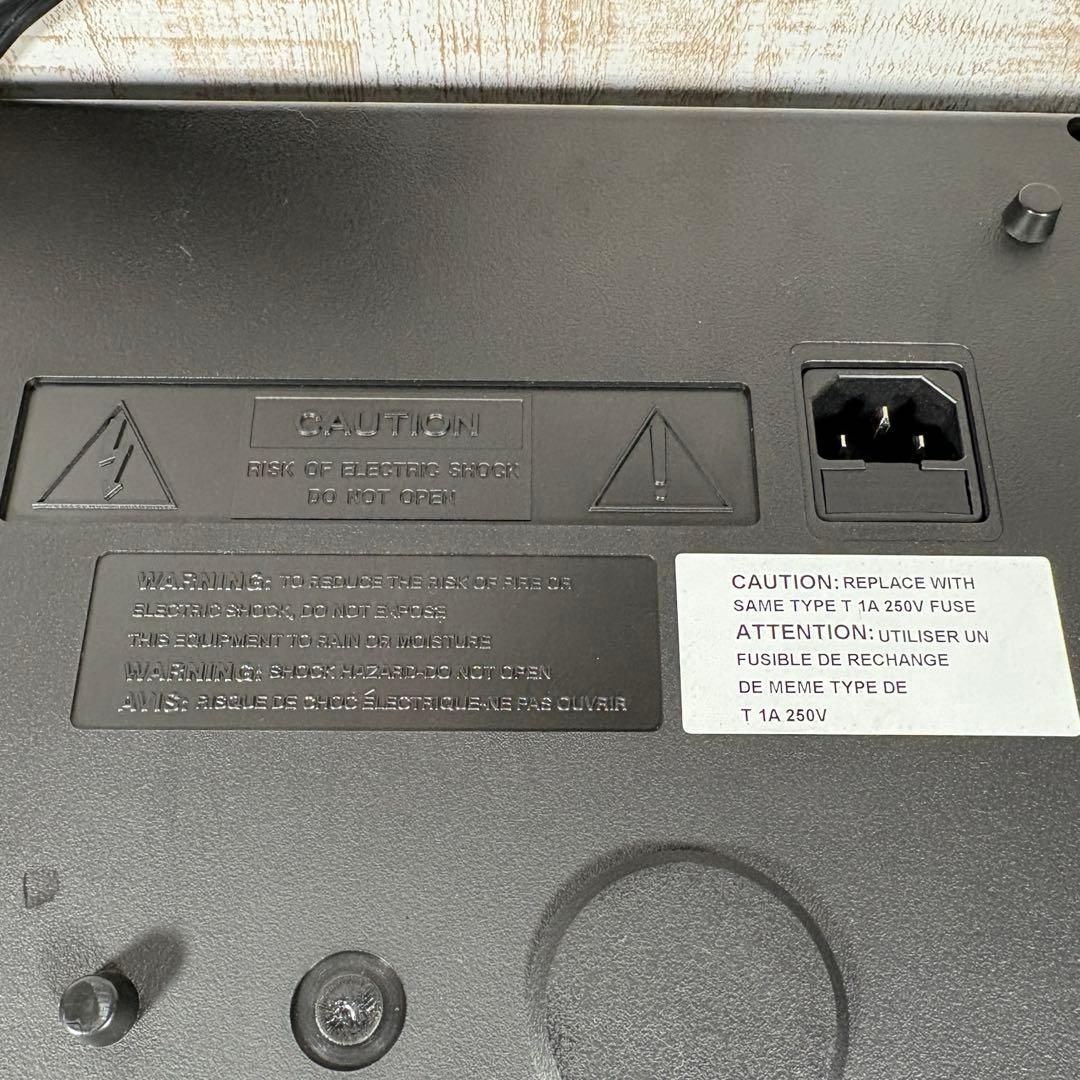 CAUTION
RISK OF ELECTRIC SHOCK
DO NOT OPEN
WARNING: TO REDUCE THE RISK OF FIRE OR
ELECTRIC SHOCK, DO NOT EXPOSE
THIS EQUIPMENT TO RAIN OR MOISTURE
WARNING: SHOCK HAZARD-DO NOT OPEN
AVIS: RISQUE DE CHOC ÉLECTRIQUE-NE PAS OUVRIR
CAUTION: REPLACE WITH
SAME TYPE T 1A 250V FUSE
ATTENTION: UTILISER UN
FUSIBLE DE RECHANGE
DE MEME TYPE DE
T 1A 250V